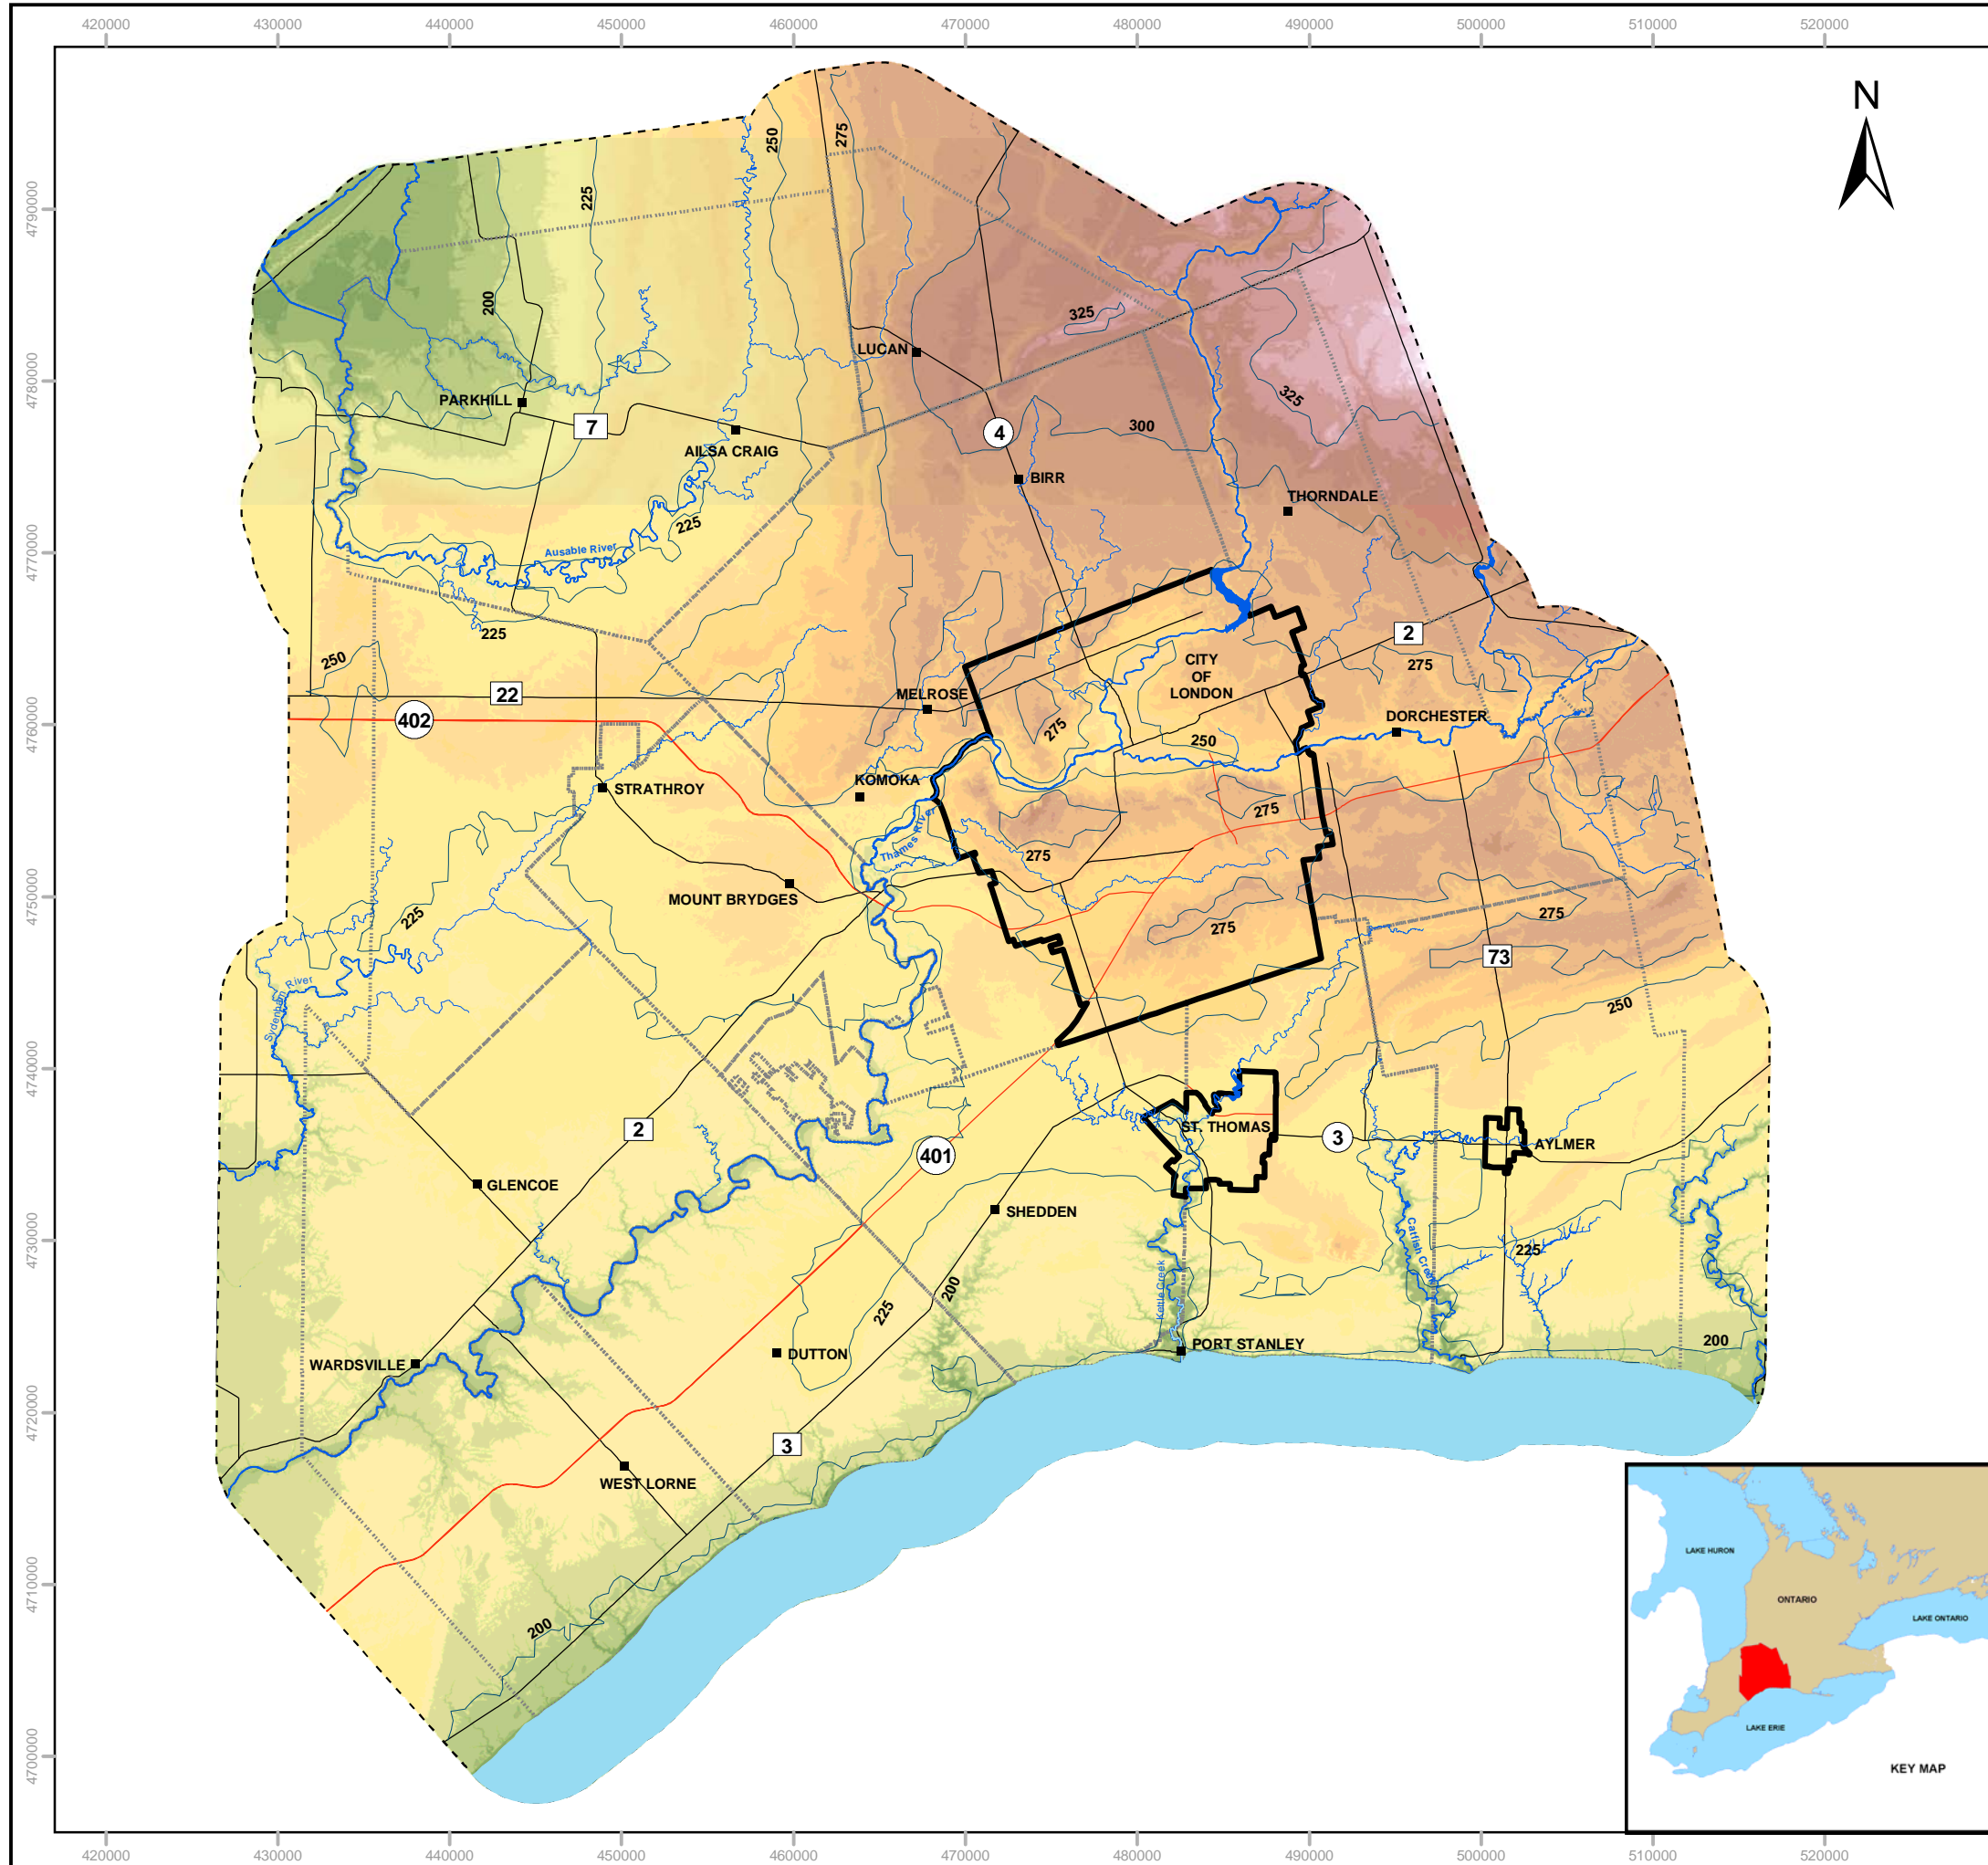 420000 430000 440000 450000 460000 470000 480000 490000 500000 510000 520000
N
4790000
4780000
4770000
4760000
4750000
4740000
4730000
4720000
4710000
4700000
250
275
225
200
325
LUCAN
PARKHILL
7
4
300
325
AILSA CRAIG
BIRR
THORNDALE
225
Ausable River
225
250
2
275
CITY
OF
LONDON
22
MELROSE
402
275
DORCHESTER
250
STRATHROY
KOMOKA
275
Thames River
275
MOUNT BRYDGES
225
275
275
73
Sydenham River
250
2
401
ST. THOMAS
3
AYLMER
GLENCOE
SHEDDEN
Catfish Creek
225
Kettle Creek
200
225
WARDSVILLE
DUTTON
PORT STANLEY
200
3
WEST LORNE
200
LAKE HURON
ONTARIO
LAKE ONTARIO
LAKE ERIE
KEY MAP
420000 430000 440000 450000 460000 470000 480000 490000 500000 510000 520000